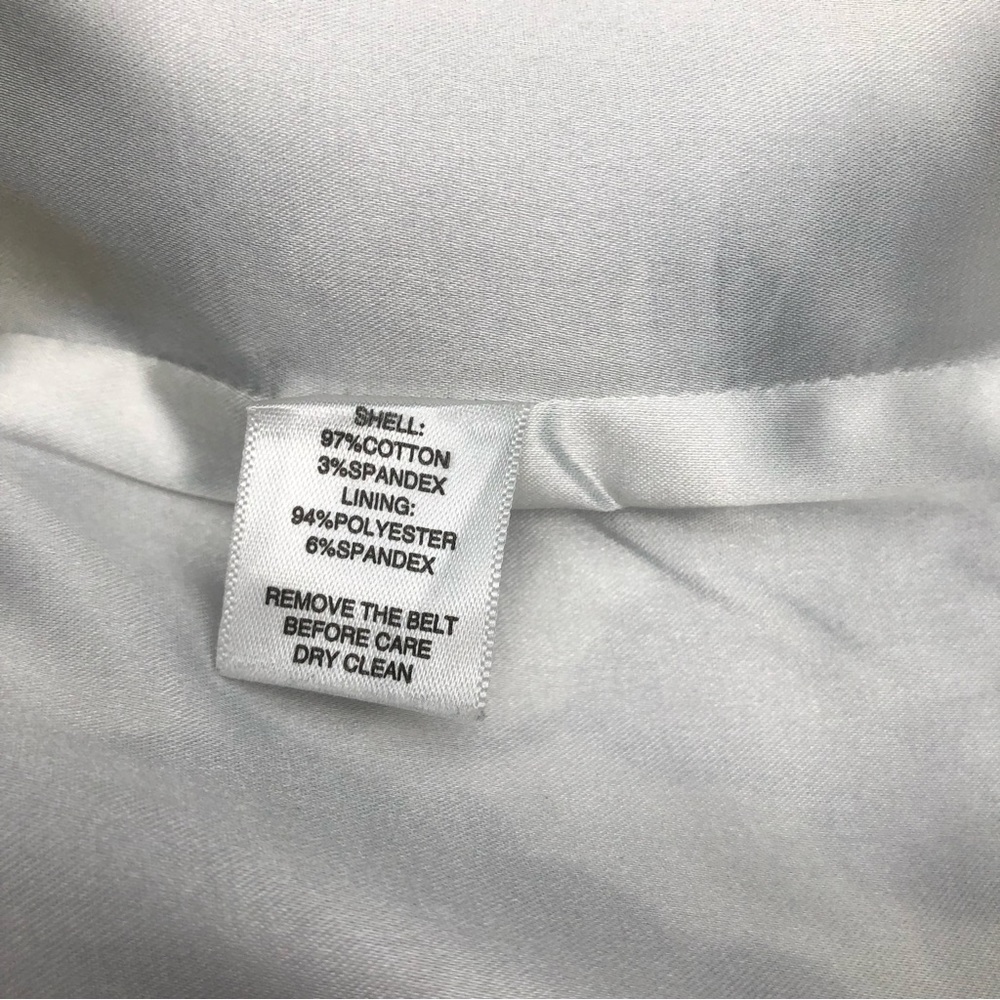 SHELL:
97%COTTON
3%SPANDEX
LINING:
94%POLYESTER
6%SPANDEX
REMOVE THE BELT
BEFORE CARE
DRY CLEAN